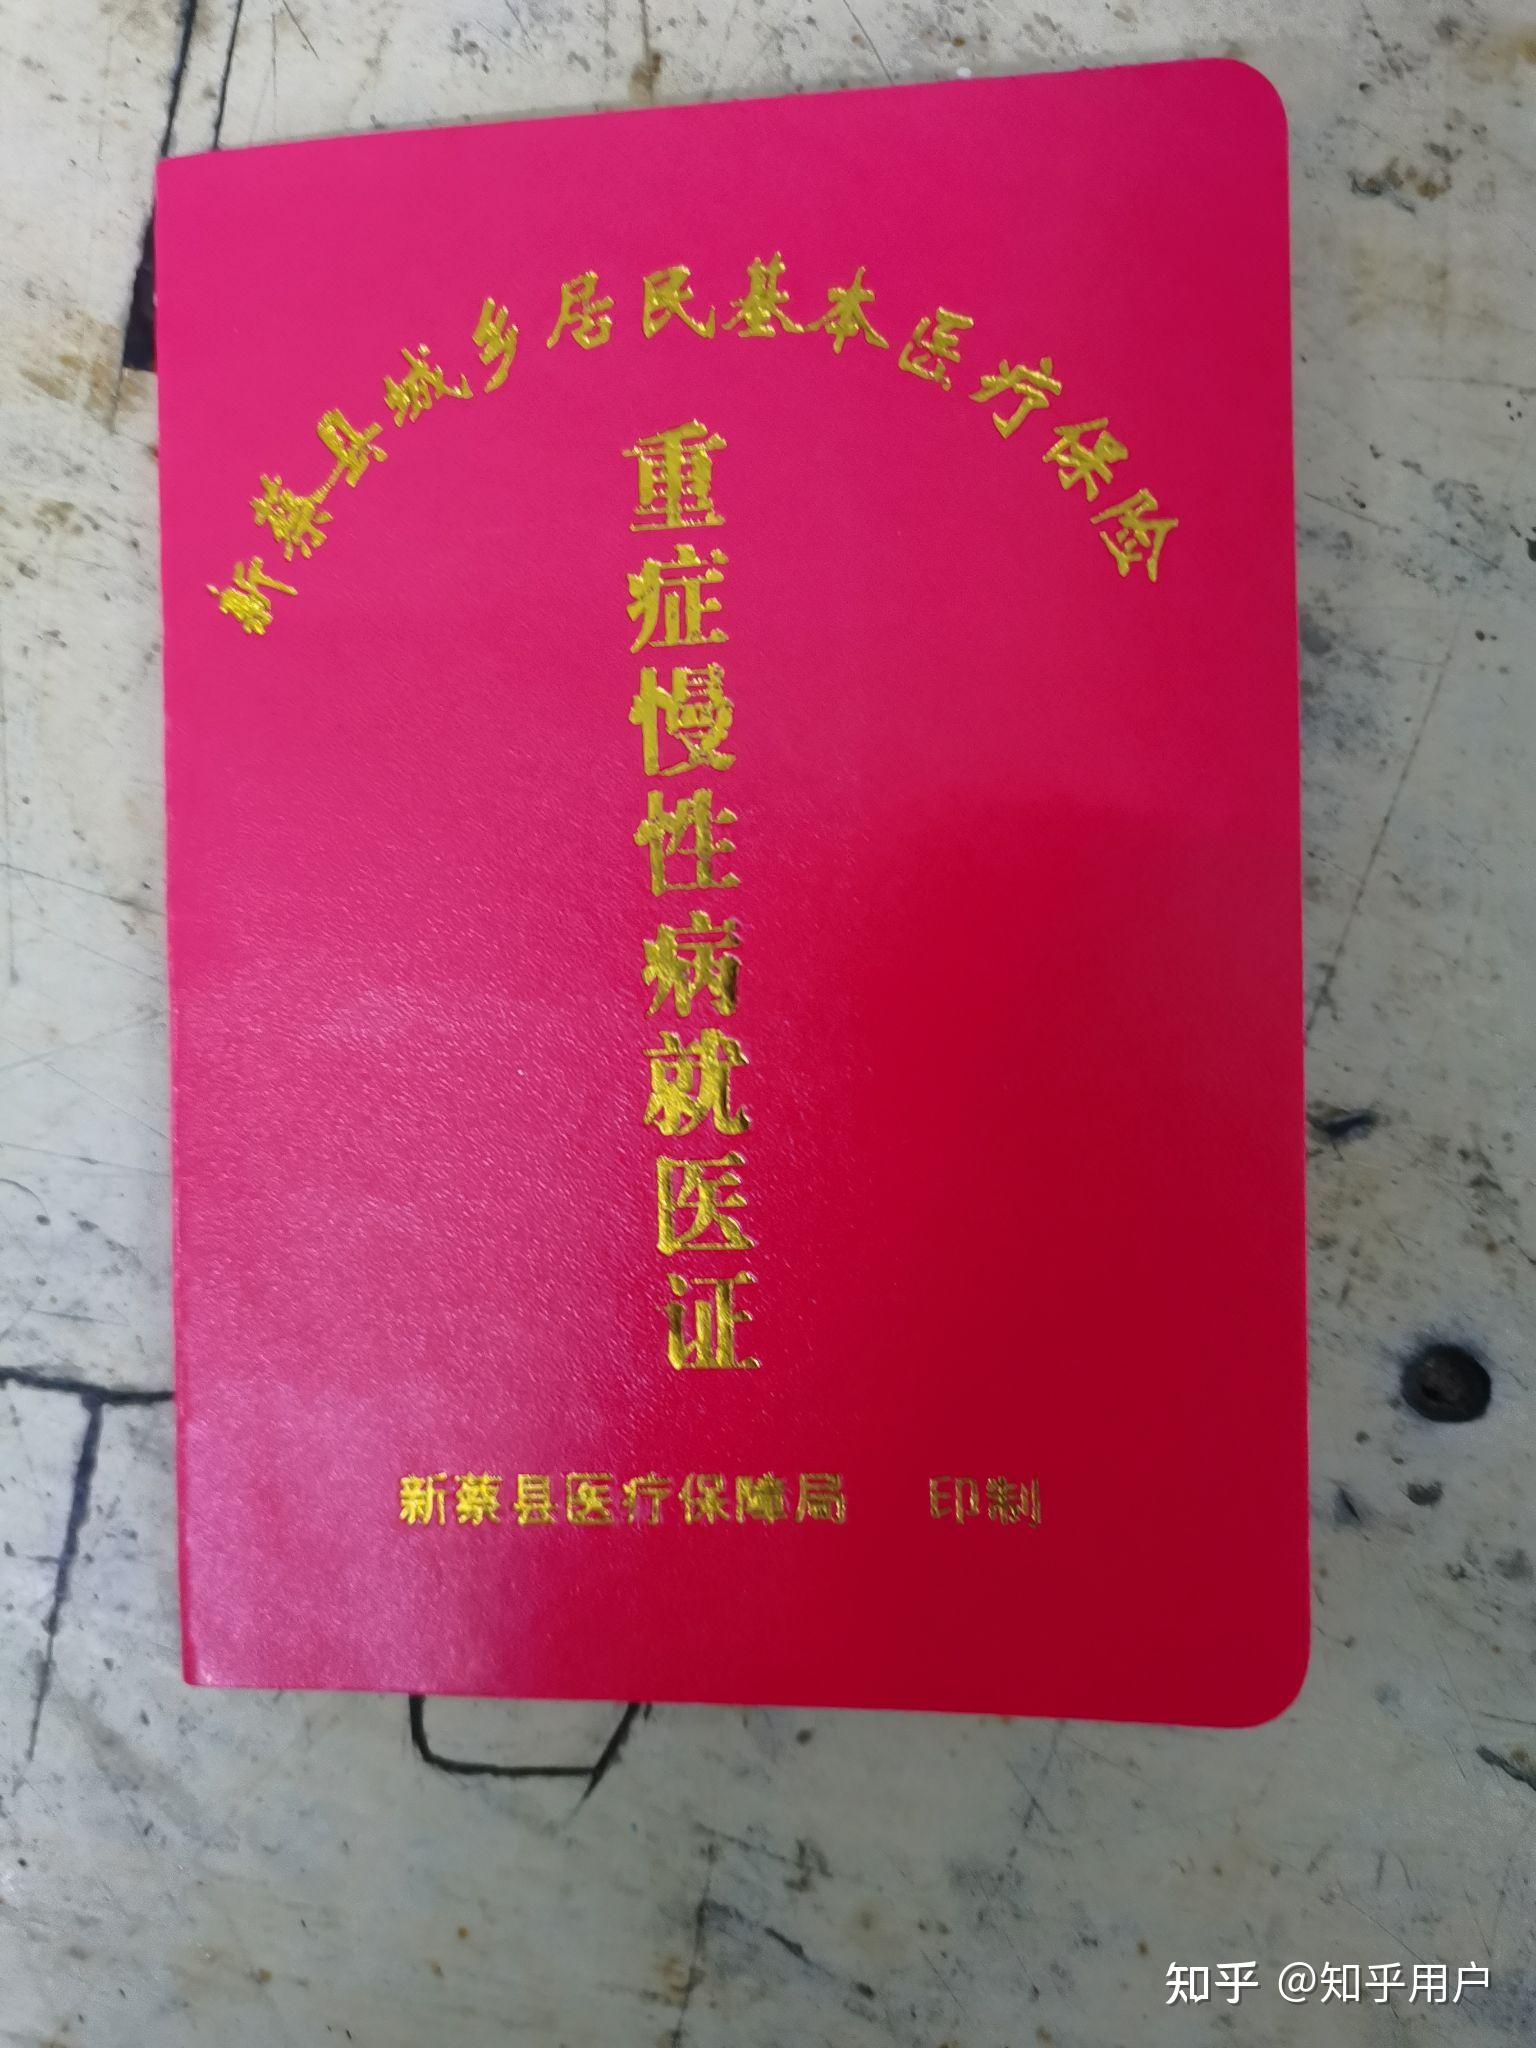 新蔡县城乡居民基本医疗保险
重症慢性病就医证
新蔡县医疗保障局 印制
知乎 @知乎用户